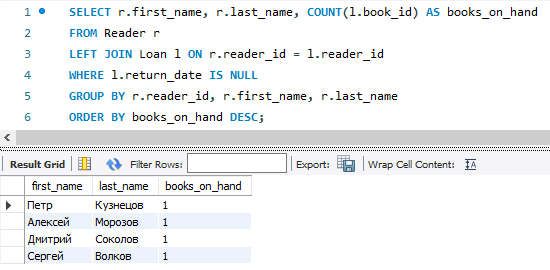 1 SELECT r.first_name, r.last_name, COUNT(l.book_id) AS books_on_hand
2 FROM Reader r
3 LEFT JOIN Loan l ON r.reader_id = l.reader_id
4 WHERE l.return_date IS NULL
5 GROUP BY r.reader_id, r.first_name, r.last_name
6 ORDER BY books_on_hand DESC;
Result Grid Filter Rows: Export: Wrap Cell Content:
first_name last_name books_on_hand
Петр Кузнецов 1
Алексей Морозов 1
Дмитрий Соколов 1
Сергей Волков 1